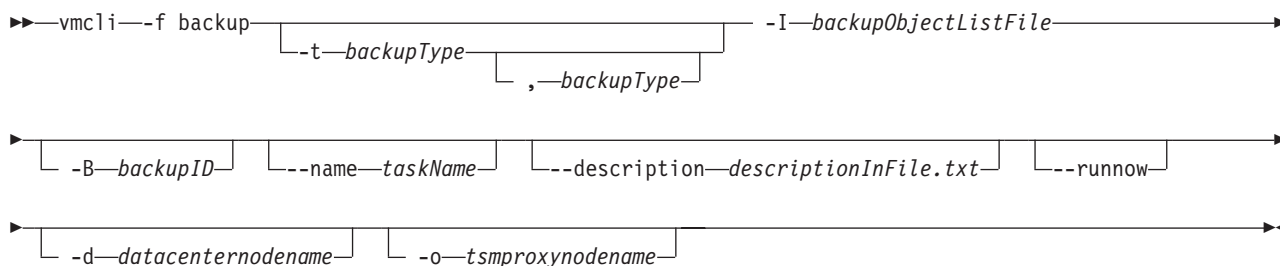 vmcli -f backup -I backupObjectListFile
-t backupType
, backupType
-B backupID --name taskName --description descriptionInFile.txt --runnow
-d datacenternodename -o tsmproxynodename